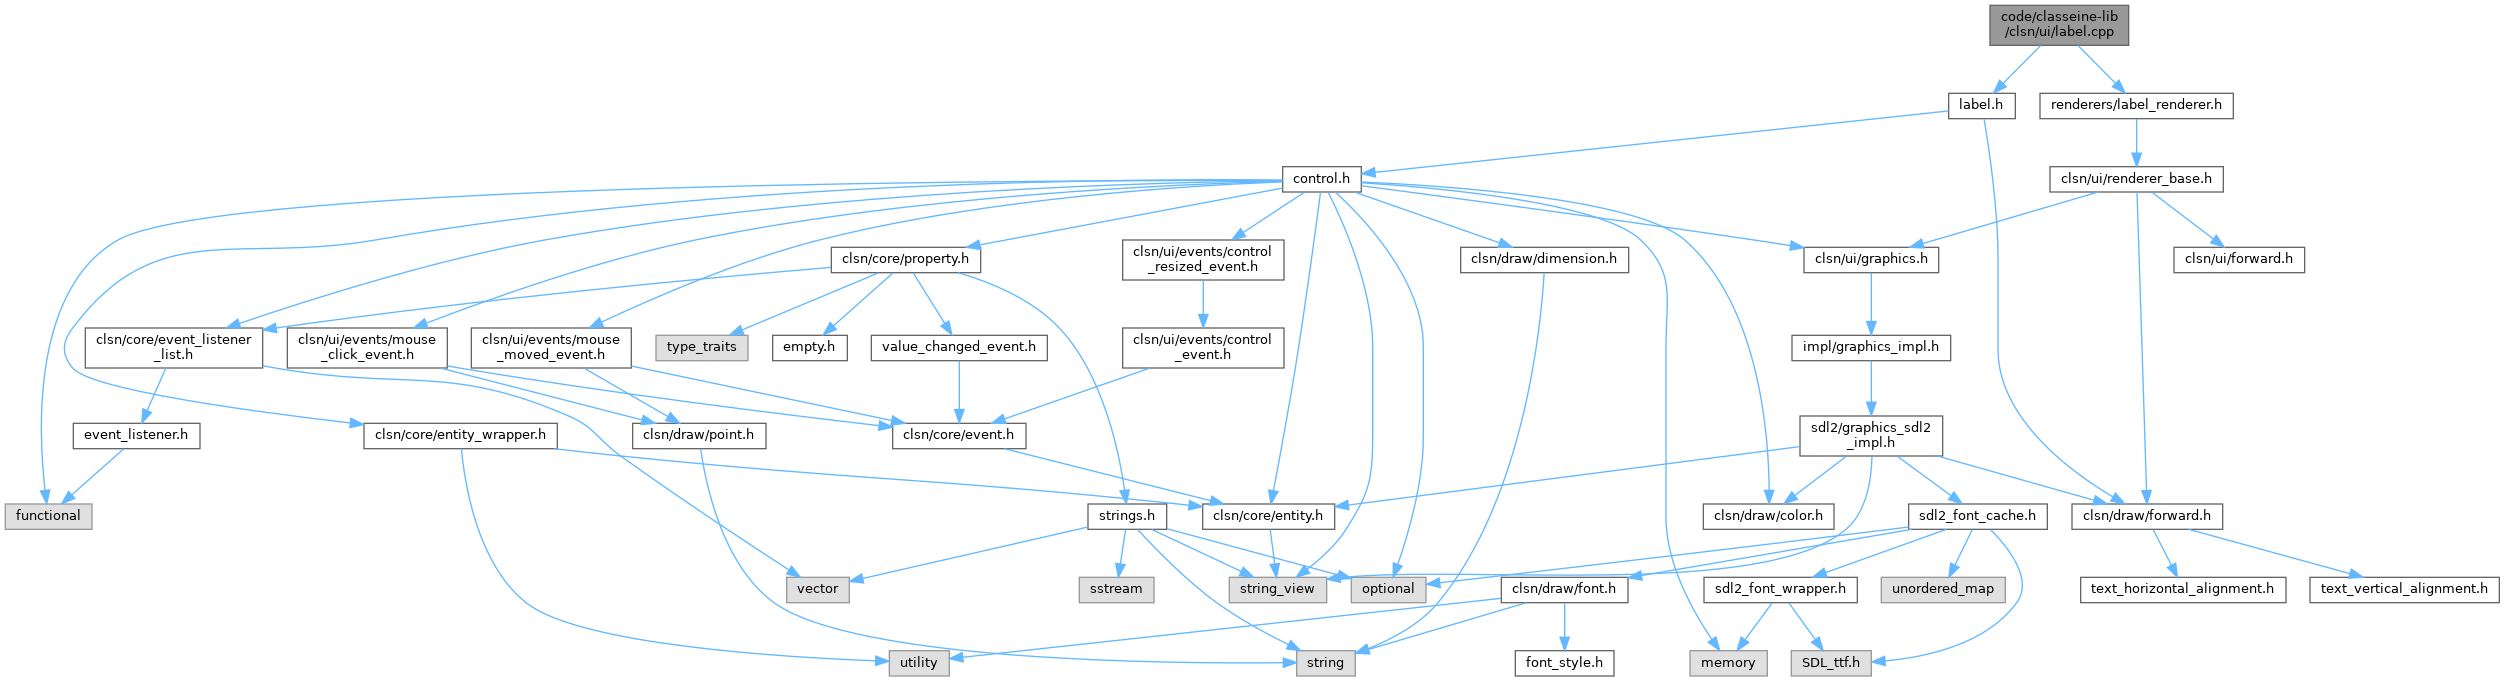 code/classeine-lib
/clsn/ui/label.cpp
label.h
renderers/label_renderer.h
control.h
clsn/ui/renderer_base.h
clsn/core/property.h
clsn/ui/events/control
_resized_event.h
clsn/draw/dimension.h
clsn/ui/graphics.h
clsn/ui/forward.h
clsn/core/event_listener
_list.h
clsn/ui/events/mouse
_click_event.h
clsn/ui/events/mouse
_moved_event.h
type_traits
empty.h
value_changed_event.h
clsn/ui/events/control
_event.h
impl/graphics_impl.h
event_listener.h
clsn/core/entity_wrapper.h
clsn/draw/point.h
clsn/core/event.h
sdl2/graphics_sdl2
_impl.h
functional
strings.h
clsn/core/entity.h
clsn/draw/color.h
sdl2_font_cache.h
clsn/draw/forward.h
vector
sstream
string_view
optional
clsn/draw/font.h
sdl2_font_wrapper.h
unordered_map
text_horizontal_alignment.h
text_vertical_alignment.h
utility
string
font_style.h
memory
SDL_ttf.h